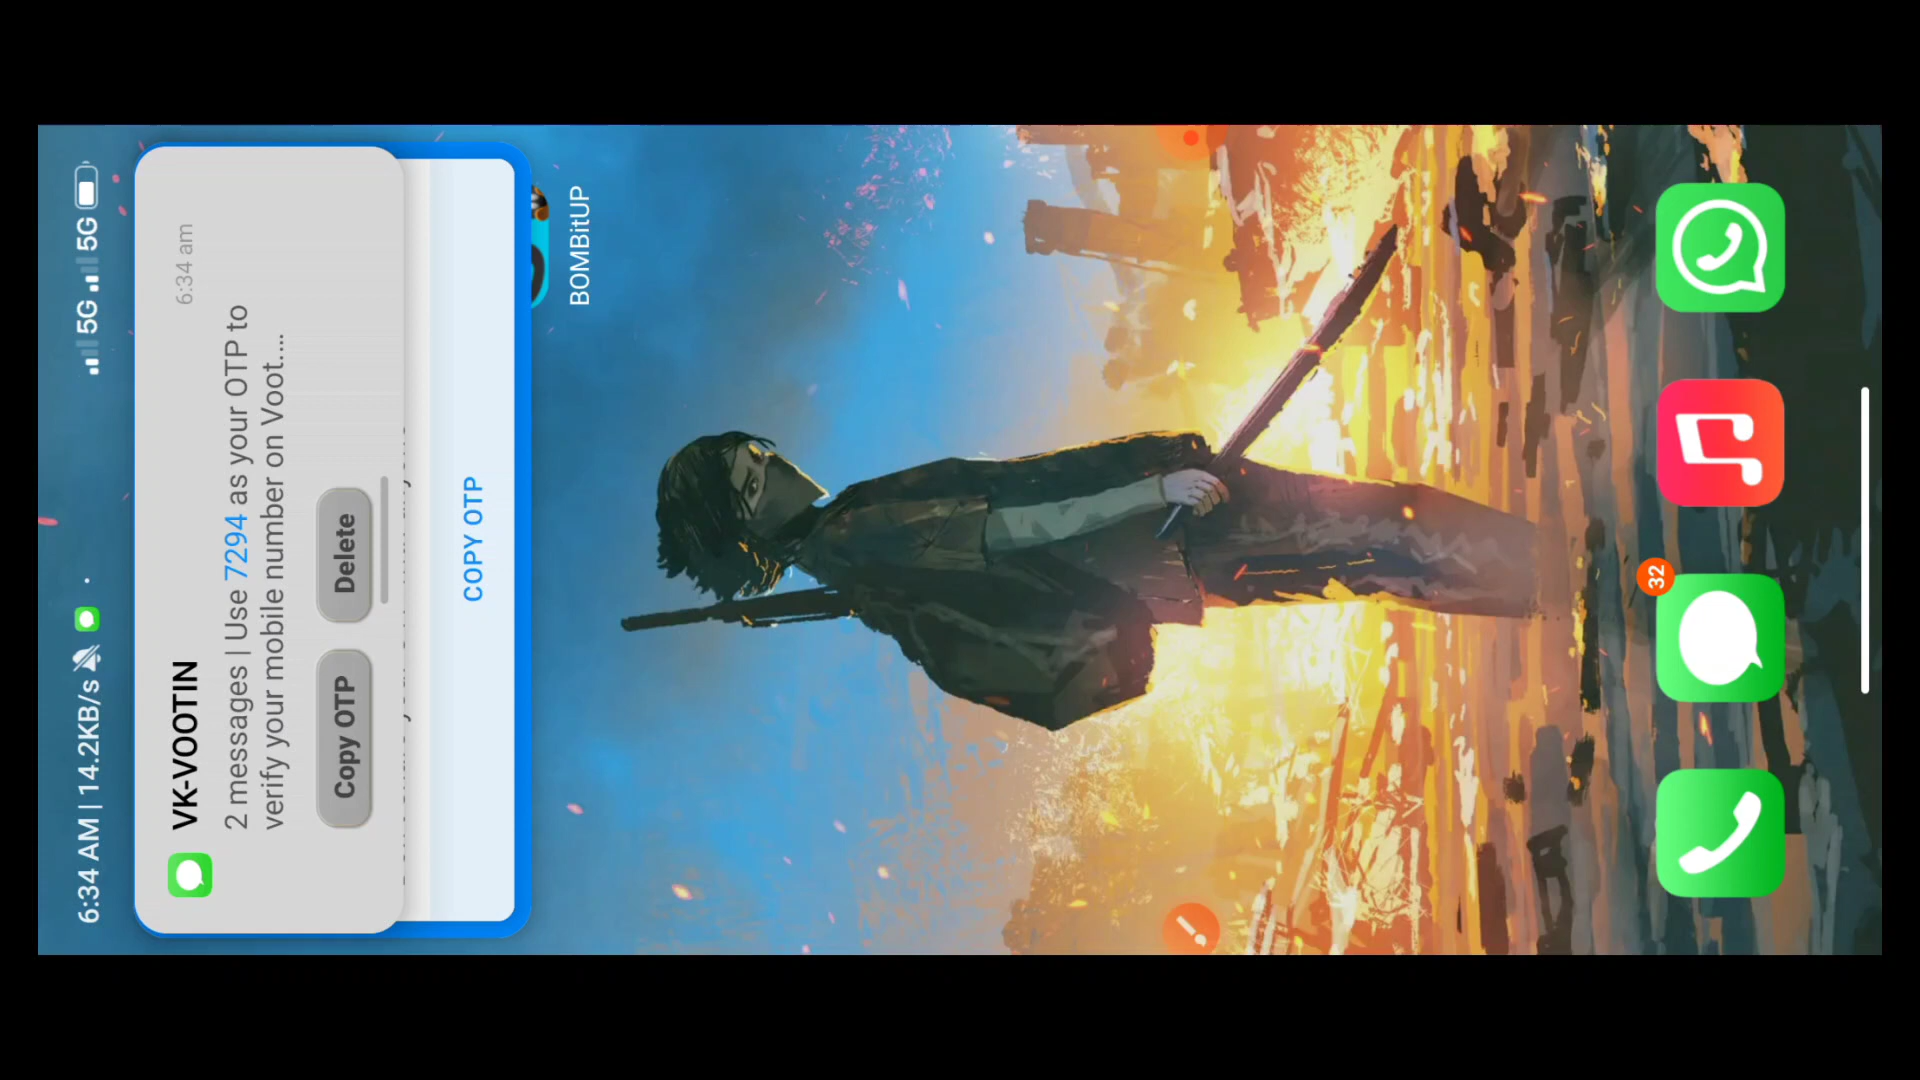 6:34 AM | 14.2KB/s
5G 5G
VK-VOOTIN
6:34 am
2 messages | Use 7294 as your OTP to
verify your mobile number on Voot....
Copy OTP
Delete
COPY OTP
BOMBitUP
32